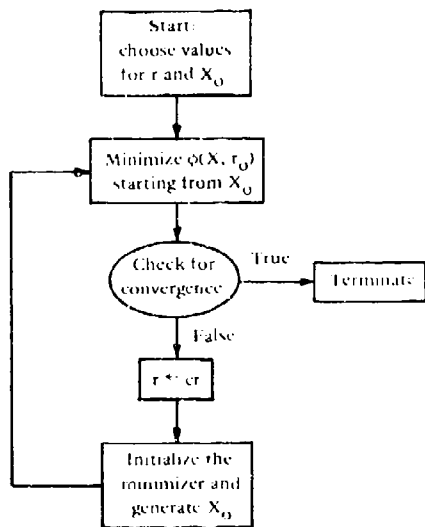 Start:
choose values
for r and X₀
Minimize φ(X, r₀)
starting from X₀
Check for
convergence
True
Terminate
False
r cr
Initialize the
minimizer and
generate X₀